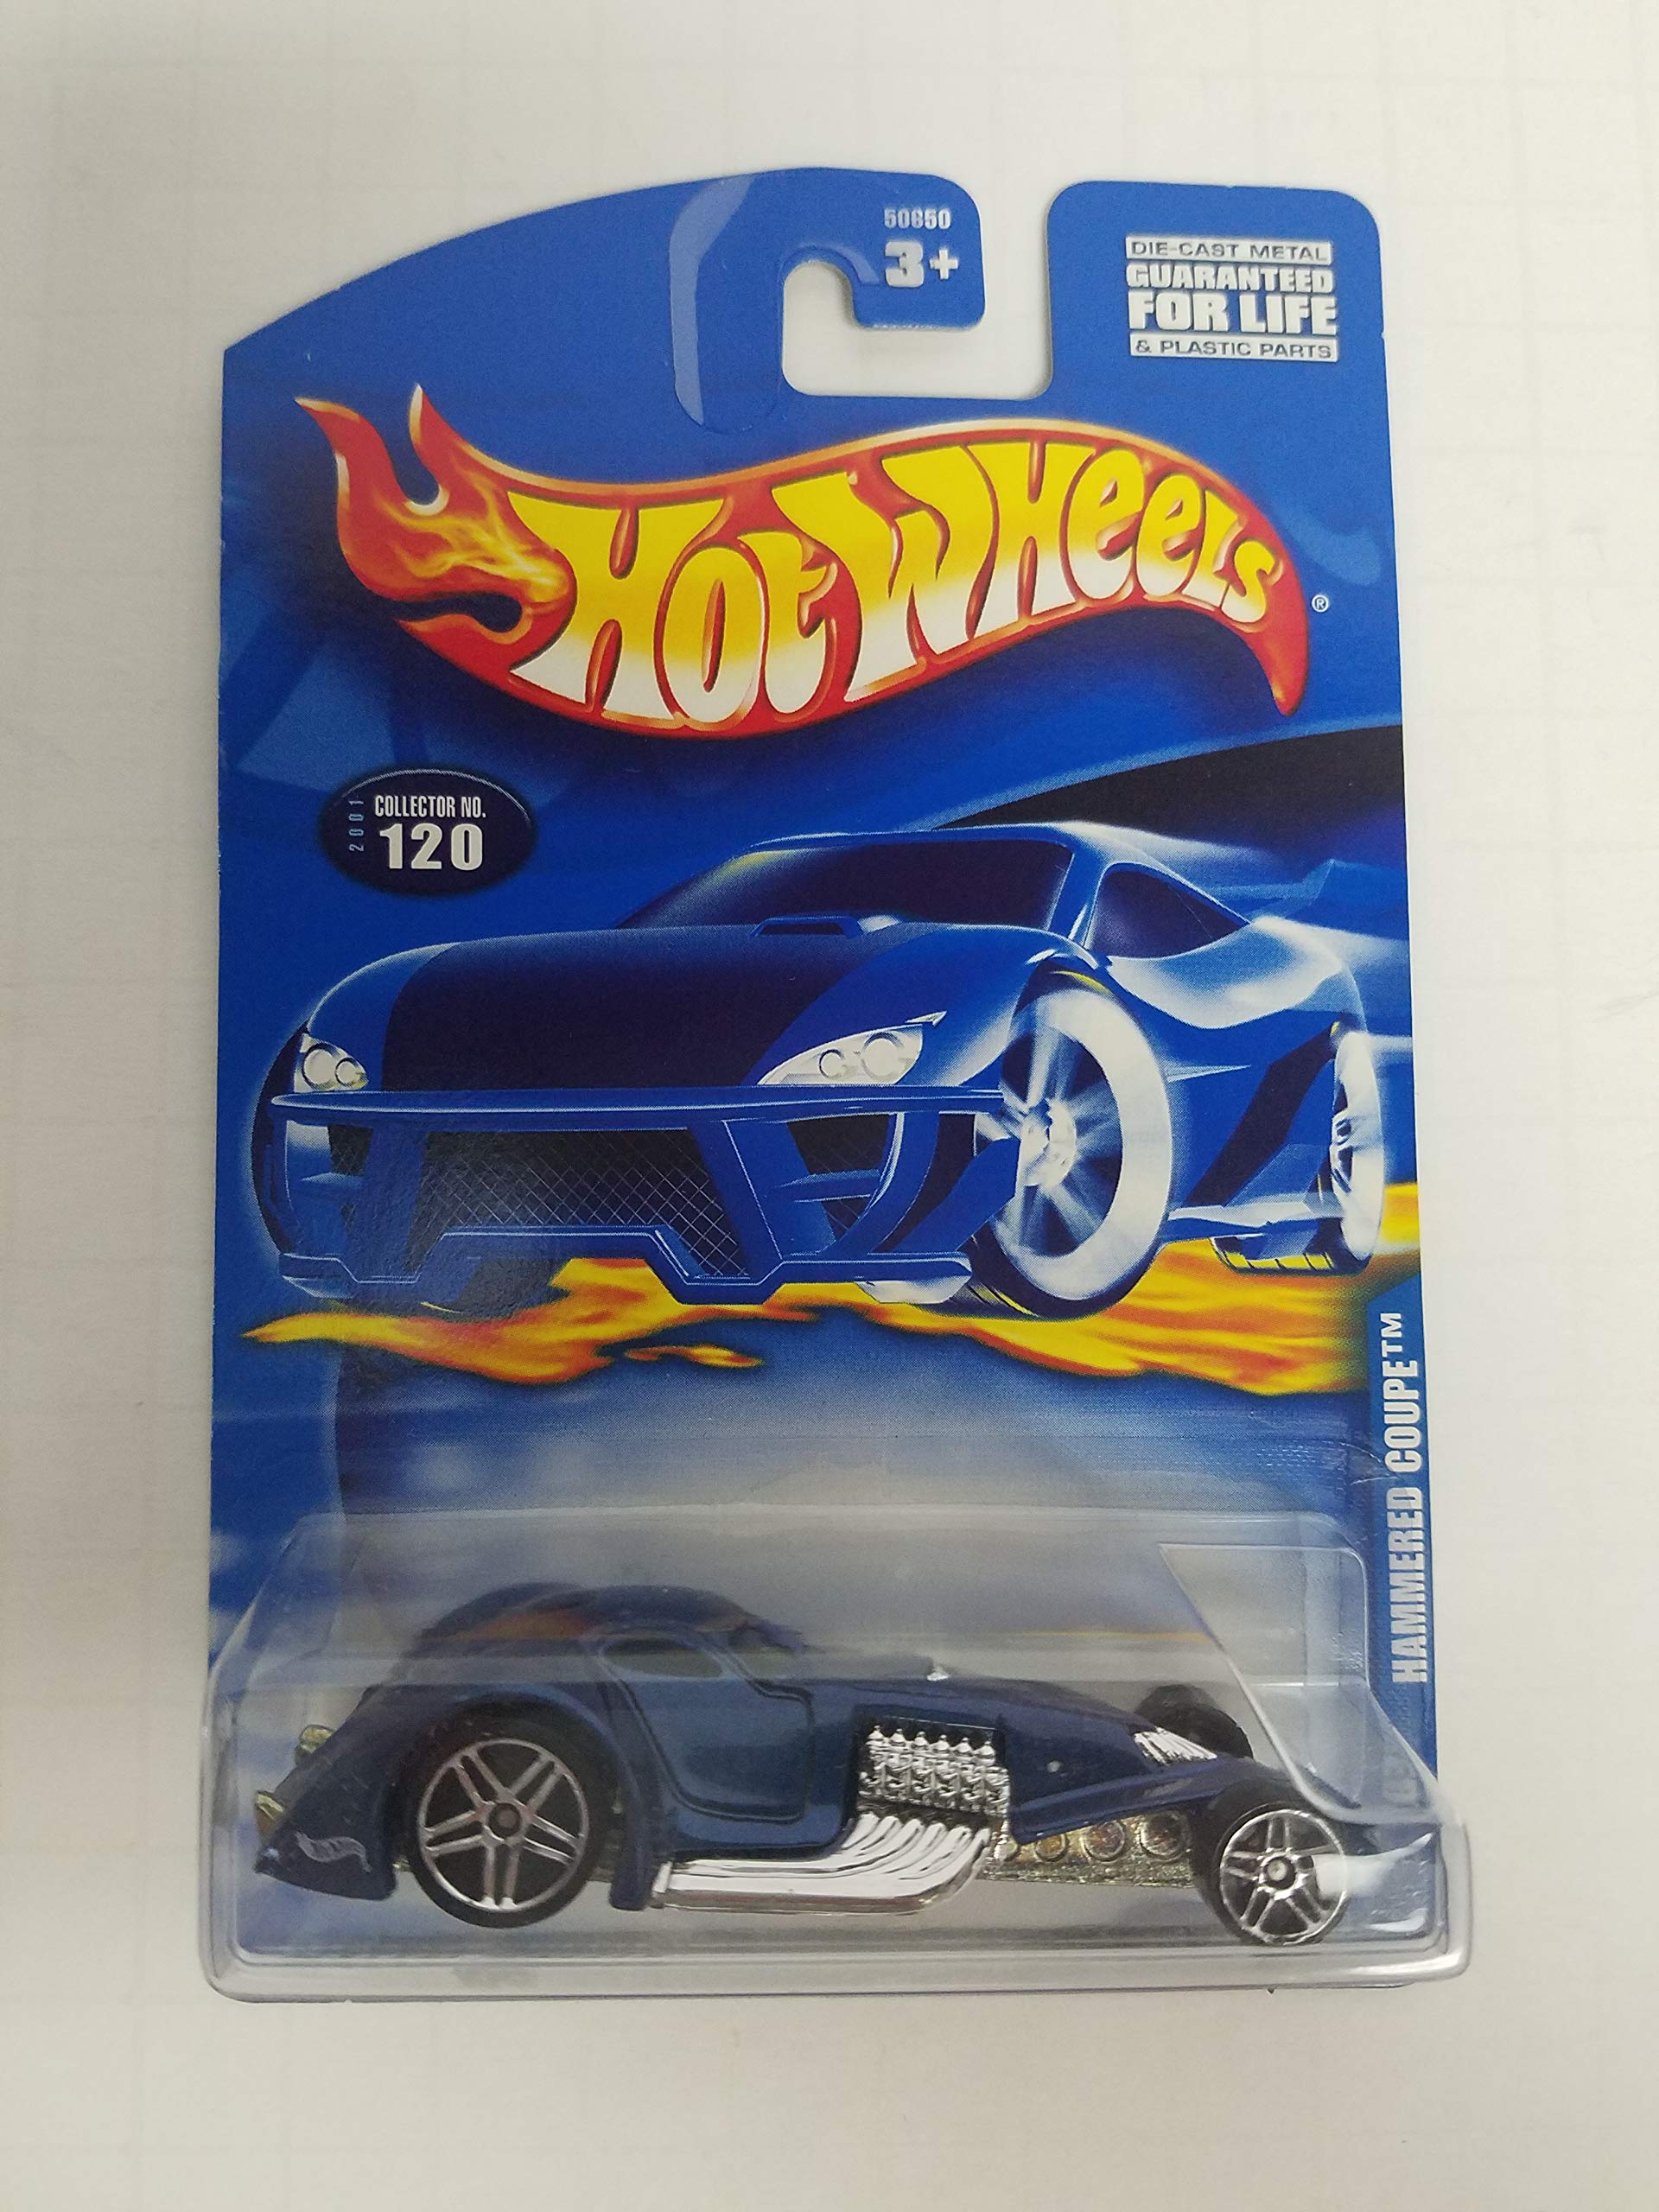 50650
3+
DIE-CAST METAL
GUARANTEED
FOR LIFE
& PLASTIC PARTS
HOT WHEELS®
2001
COLLECTOR NO.
120
HAMMERED COUPE™